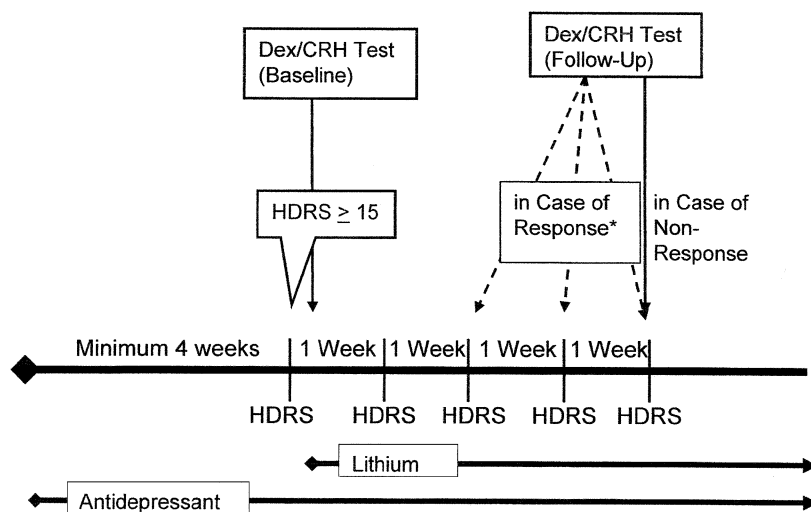 Dex/CRH Test
(Baseline)
Dex/CRH Test
(Follow-Up)
HDRS ≥ 15
in Case of
Response*
in Case of
Non-
Response
Minimum 4 weeks
1 Week
1 Week
1 Week
1 Week
HDRS
HDRS
HDRS
HDRS
HDRS
Lithium
Antidepressant